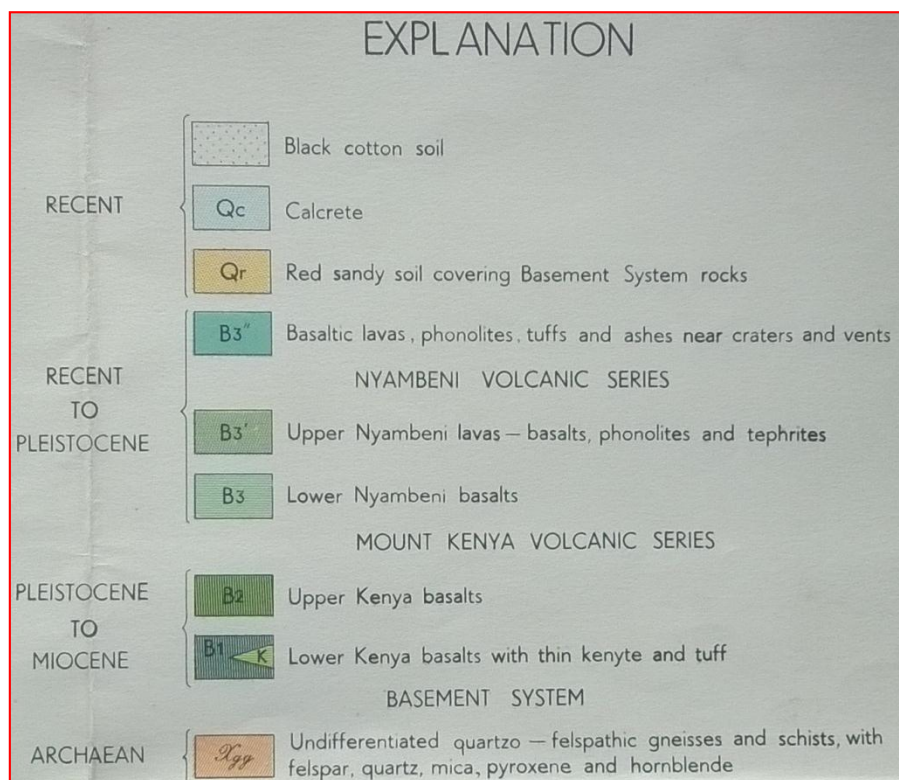 EXPLANATION
Black cotton soil
RECENT
Qc Calcrete
Qr Red sandy soil covering Basement System rocks
B3″ Basaltic lavas, phonolites, tuffs and ashes near craters and vents
NYAMBENI VOLCANIC SERIES
RECENT
TO
PLEISTOCENE
B3′ Upper Nyambeni lavas — basalts, phonolites and tephrites
B3 Lower Nyambeni basalts
MOUNT KENYA VOLCANIC SERIES
PLEISTOCENE
TO
MIOCENE
B2 Upper Kenya basalts
B1 K Lower Kenya basalts with thin kenyte and tuff
BASEMENT SYSTEM
ARCHAEAN
Xgg Undifferentiated quartzo — felspathic gneisses and schists, with
felspar, quartz, mica, pyroxene and hornblende